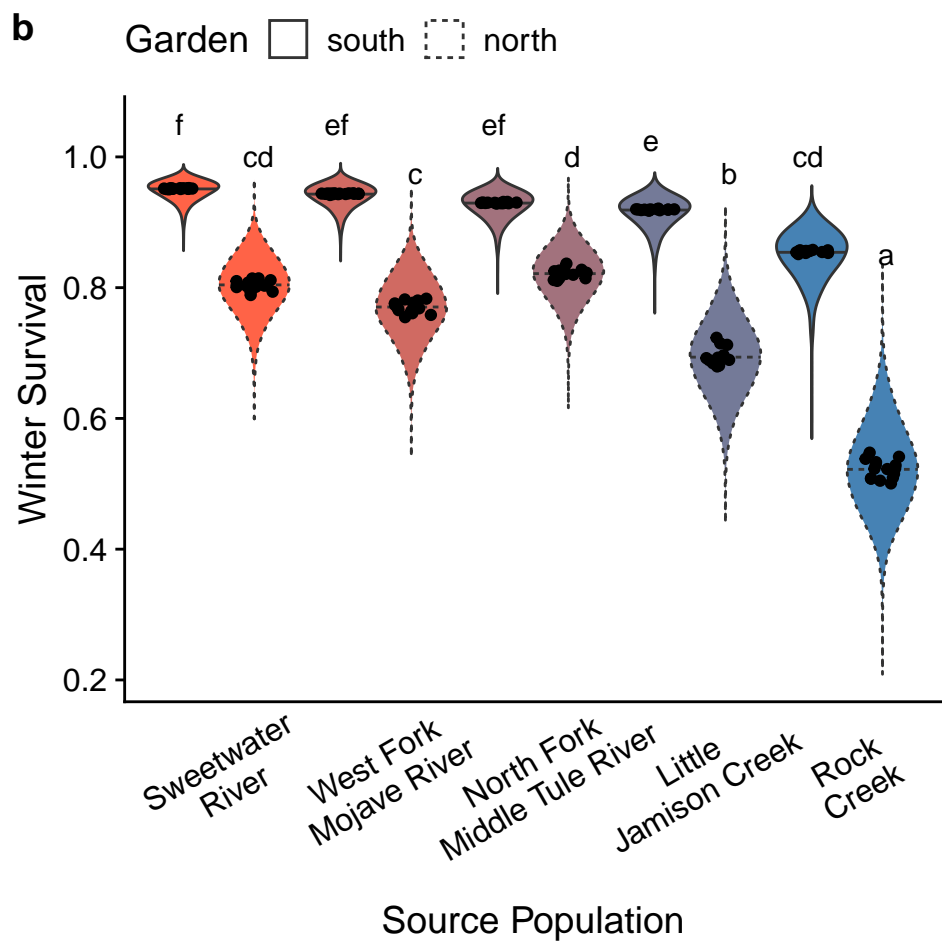 b
Garden south north
f
cd
ef
c
ef
d
e
b
cd
a
1.0
0.8
0.6
0.4
0.2
Winter Survival
Sweetwater
River
West Fork
Mojave River
North Fork
Middle Tule River
Little
Jamison Creek
Rock
Creek
Source Population